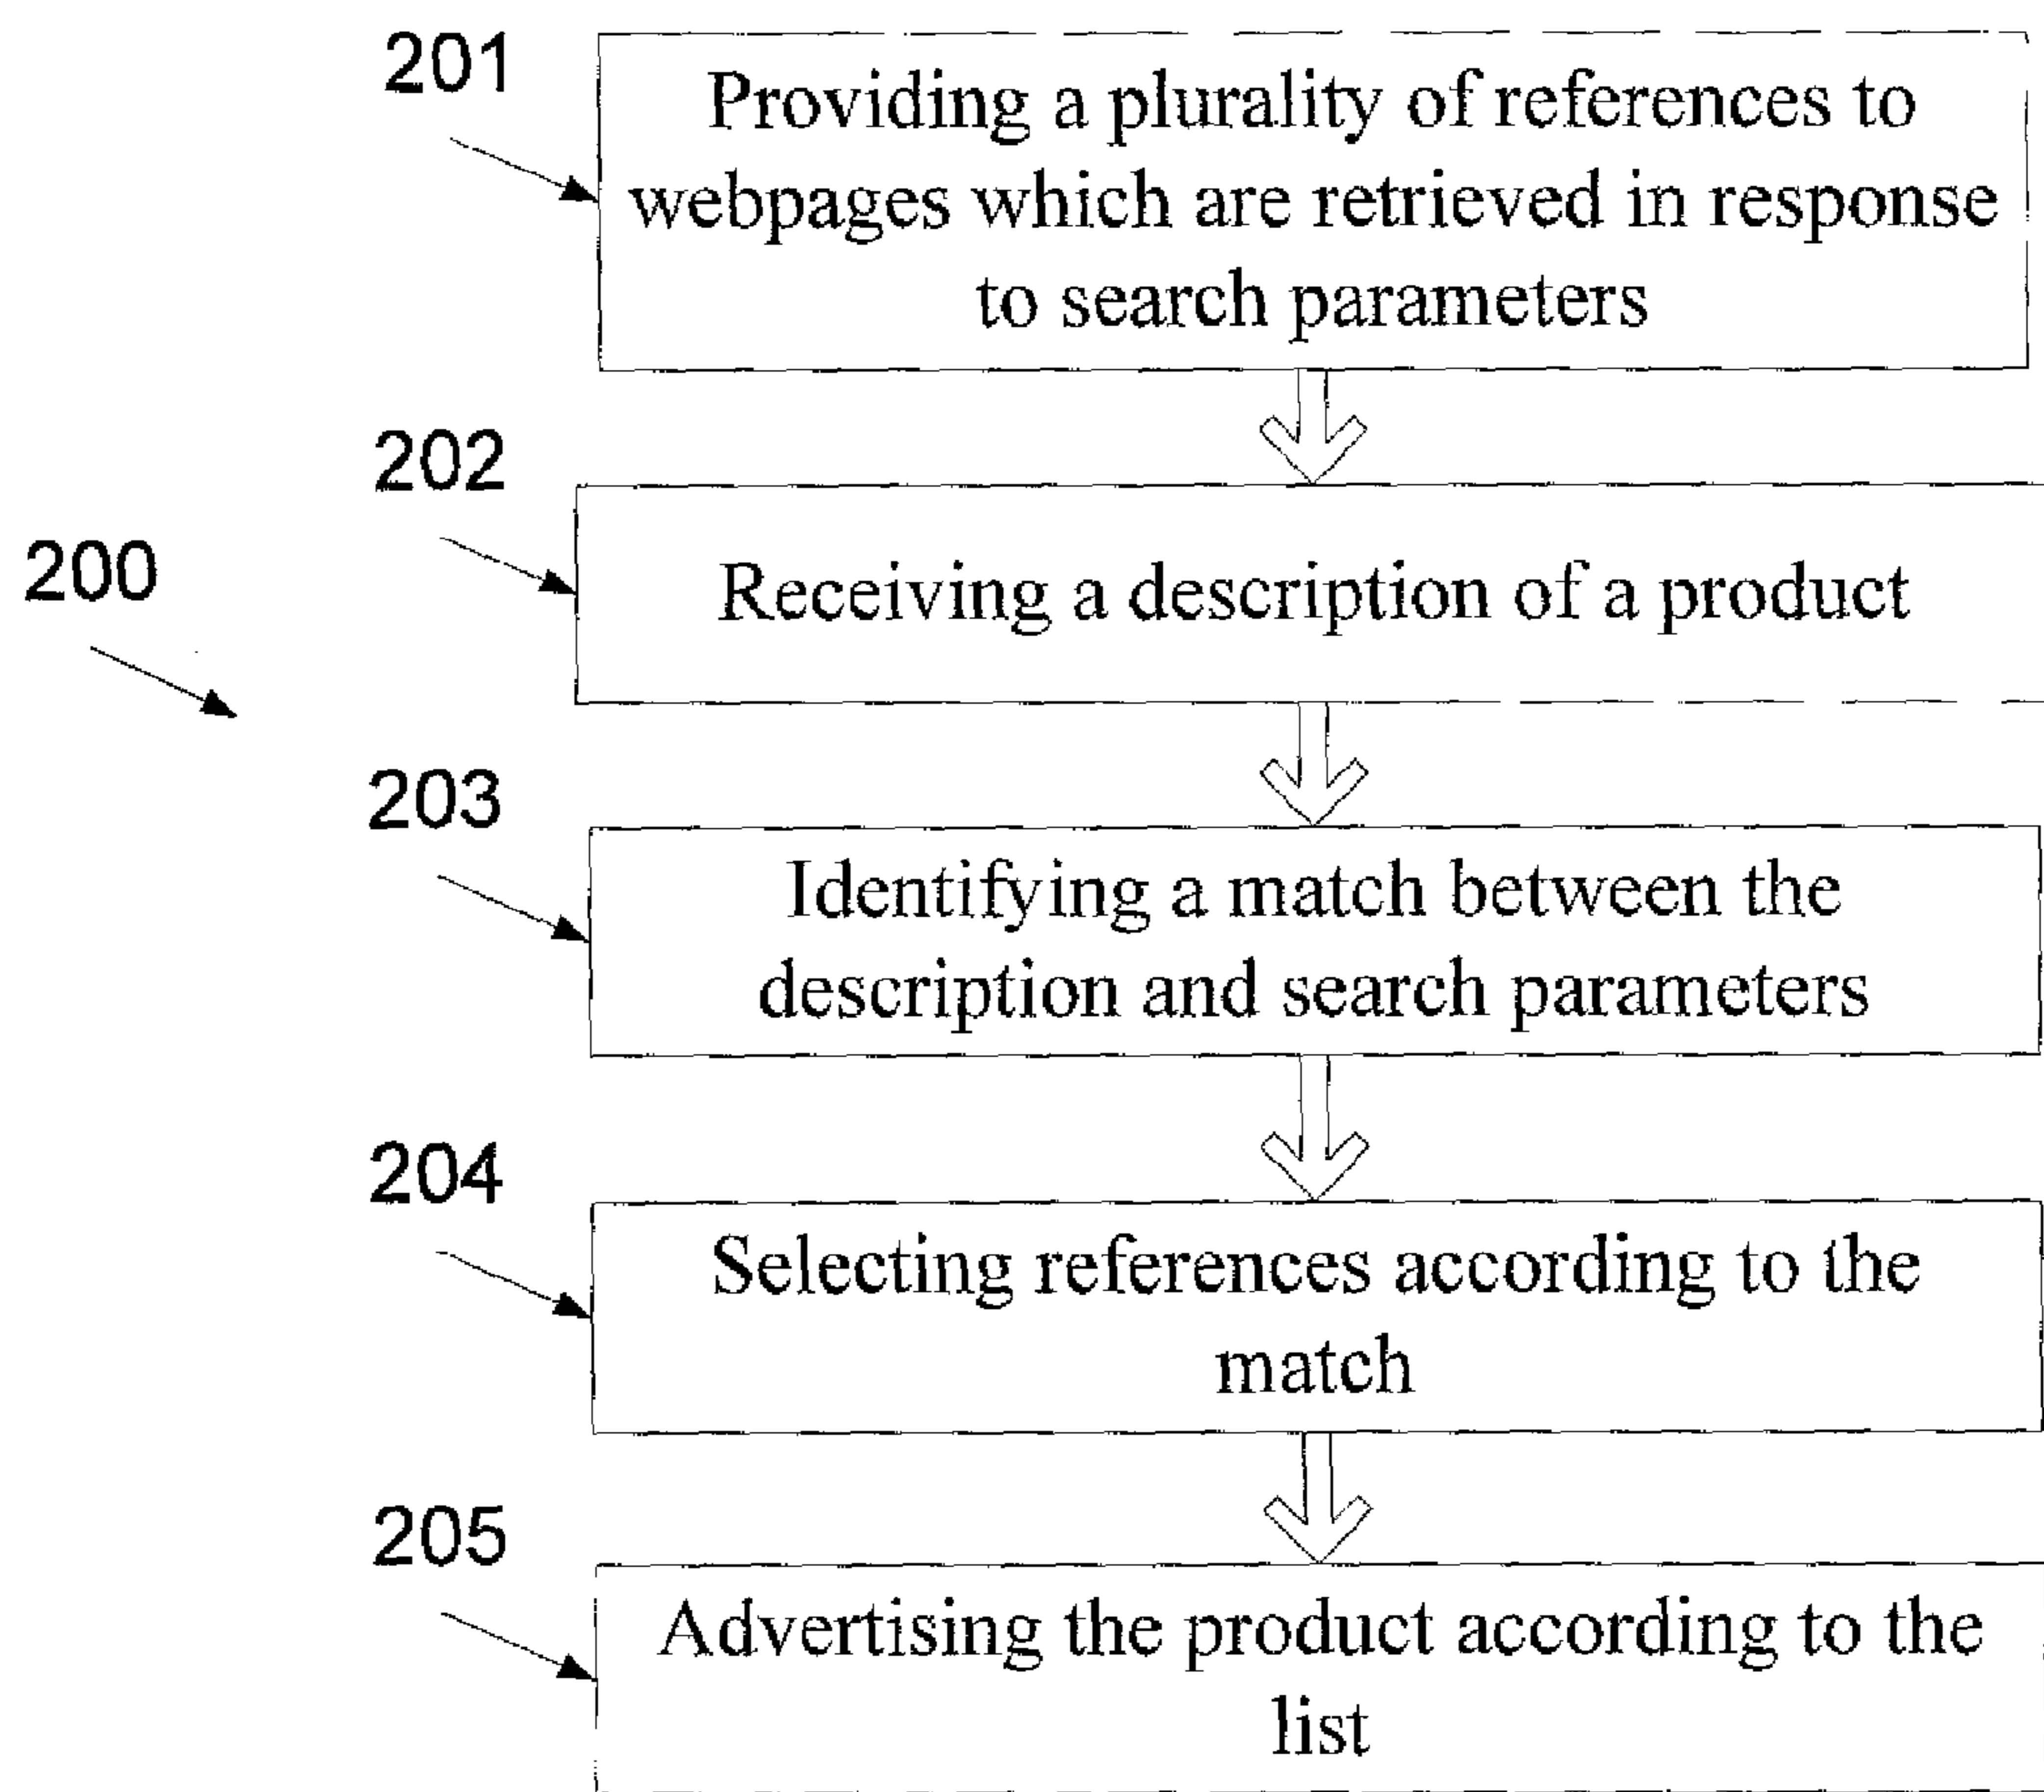 201
Providing a plurality of references to
webpages which are retrieved in response
to search parameters
202
Receiving a description of a product
200
203
Identifying a match between the
description and search parameters
204
Selecting references according to the
match
205
Advertising the product according to the
list